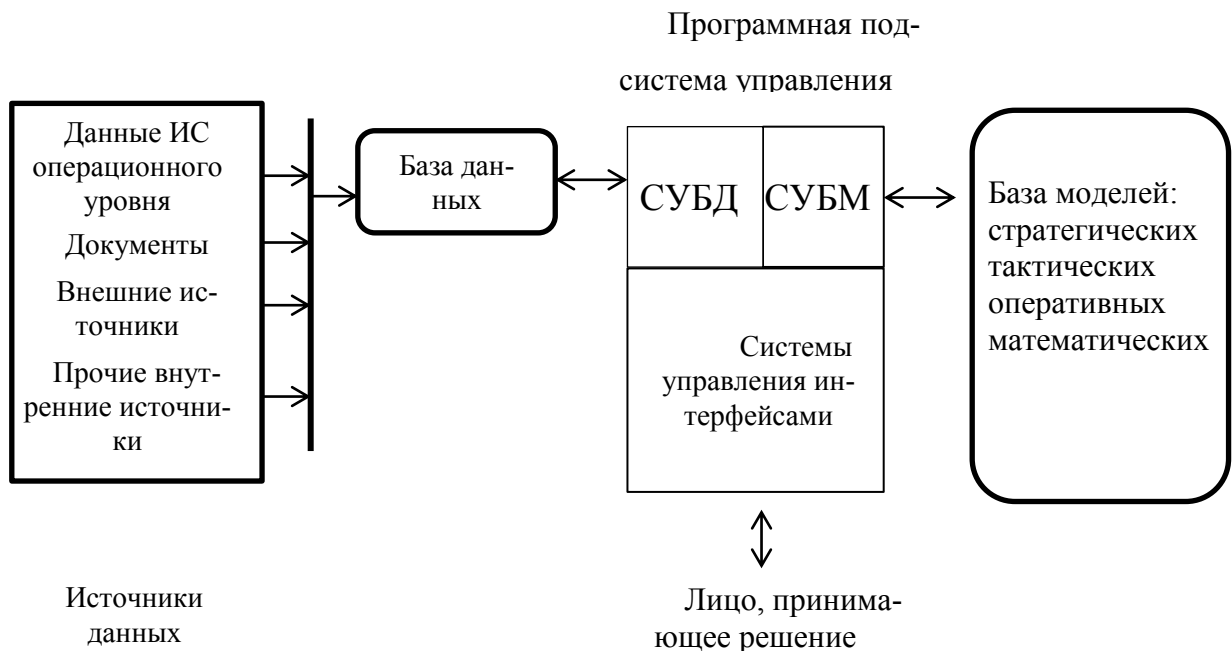 Программная под-
система управления
Данные ИС
операционного
уровня
Документы
Внешние ис-
точники
Прочие внут-
ренние источни-
ки
База дан-
ных
СУБД
СУБМ
База моделей:
стратегических
тактических
оперативных
математических
Системы
управления ин-
терфейсами
Источники
данных
Лицо, принима-
ющее решение